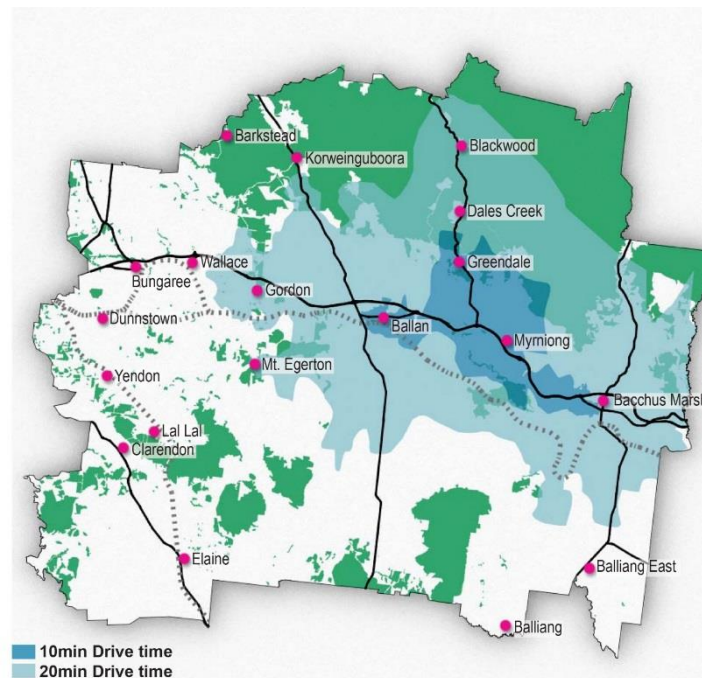 Barkstead
Korweinguboora
Blackwood
Dales Creek
Greendale
Wallace
Bungaree
Gordon
Dunnstown
Ballan
Myrniong
Mt. Egerton
Yendon
Bacchus Marsh
Lal Lal
Clarendon
Elaine
Balliang East
Balliang
10min Drive time
20min Drive time